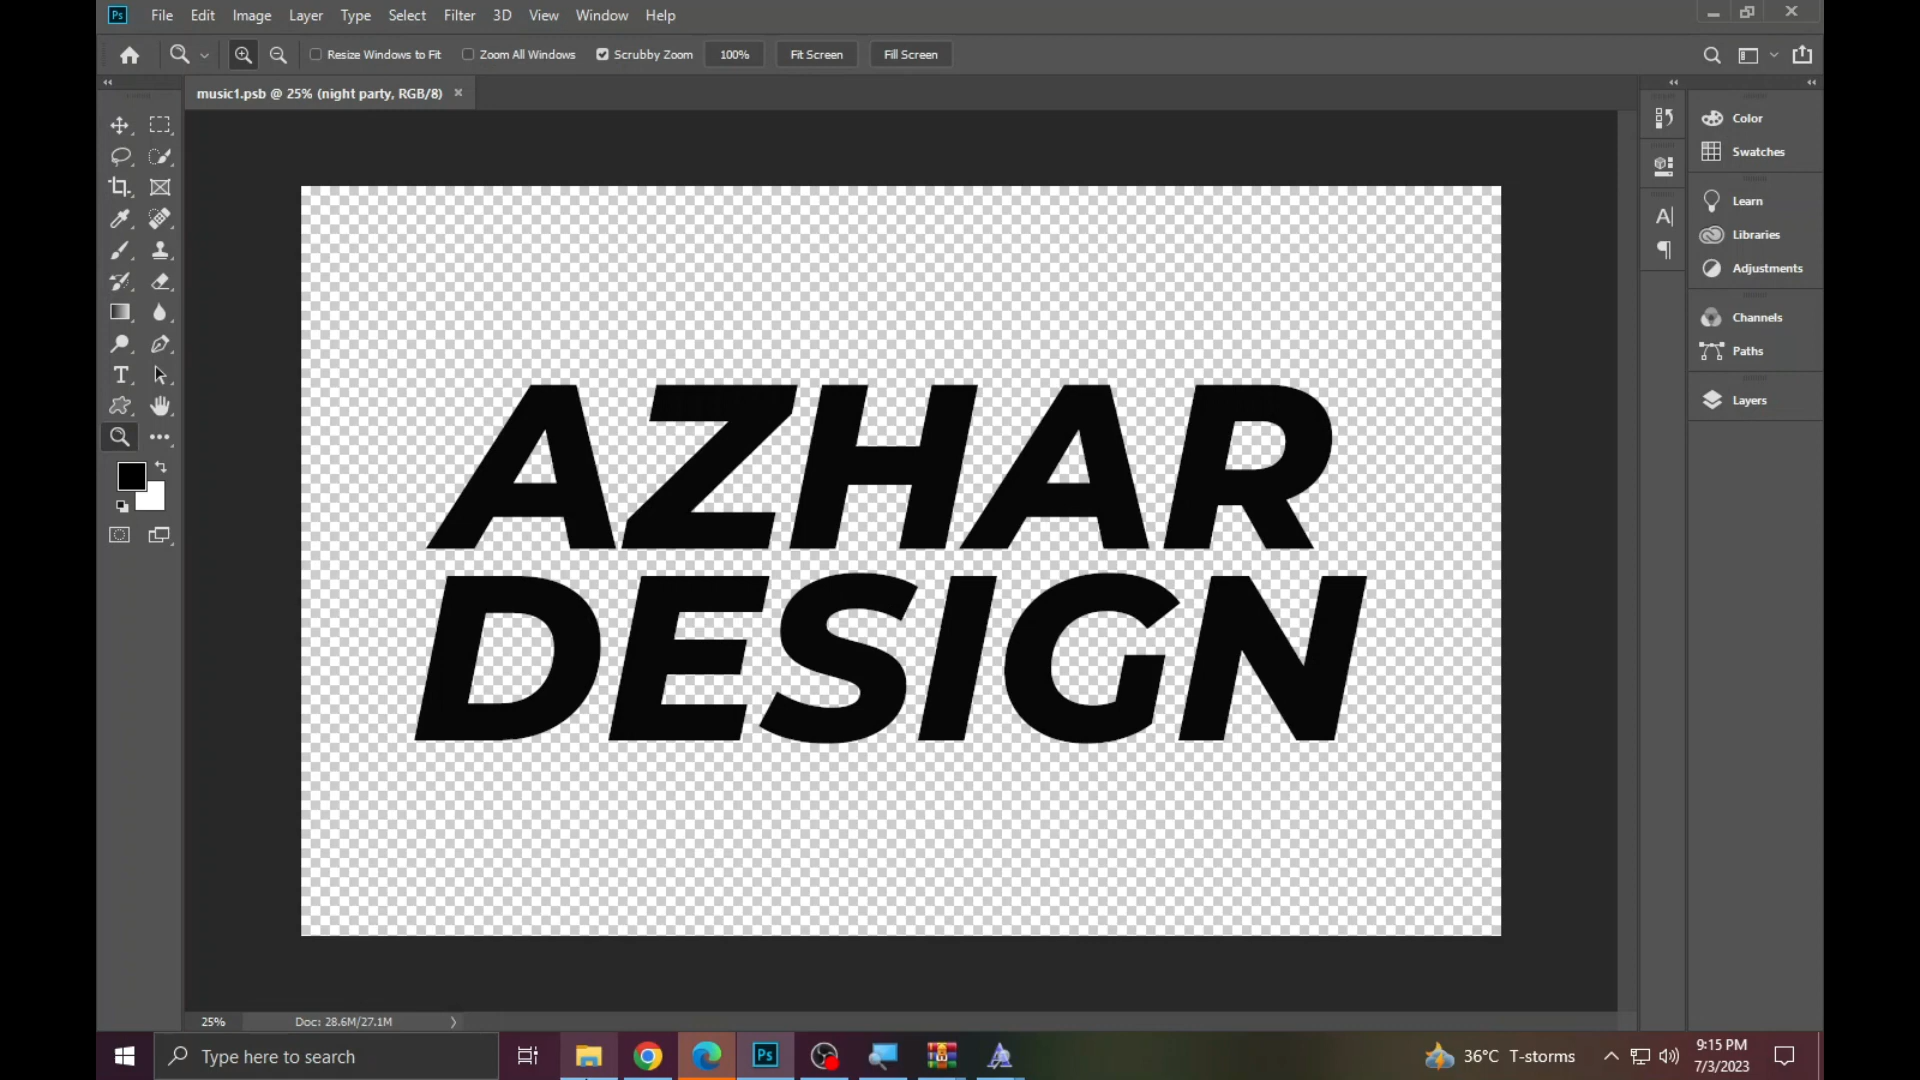 Ps File Edit Image Layer Type Select Filter 3D View Window Help
Resize Windows to Fit Zoom All Windows Scrubby Zoom 100% Fit Screen Fill Screen
music1.psb @ 25% (night party, RGB/8) ×
Color
Swatches
Learn
Libraries
Adjustments
Channels
Paths
Layers
AZHAR
DESIGN
25% Doc: 28.6M/27.1M
Type here to search
Ps
36°C T-storms
9:15 PM
7/3/2023